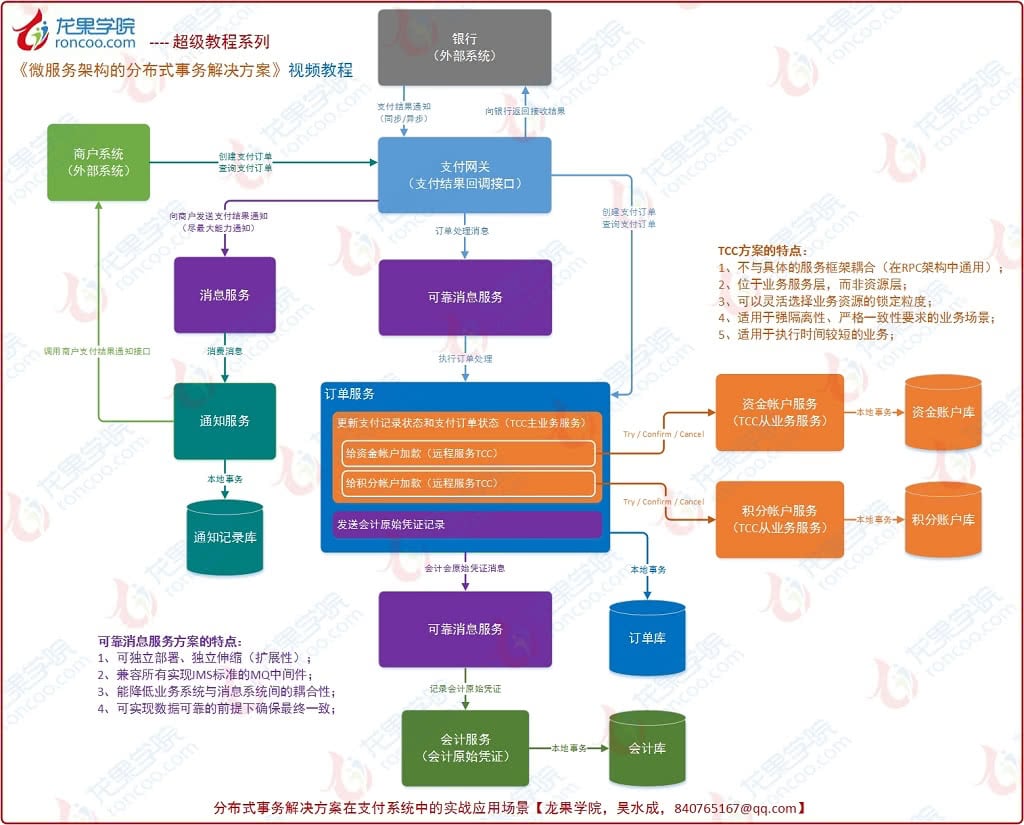 龙果学院
roncoo.com
---- 超级教程系列
《微服务架构的分布式事务解决方案》视频教程
银行
（外部系统）
支付结果通知
（同步/异步）
向银行返回接收结果
商户系统
（外部系统）
创建支付订单
查询支付订单
支付网关
（支付结果回调接口）
向商户发送支付结果通知
（尽最大能力通知）
订单处理消息
创建支付订单
查询支付订单
TCC方案的特点：
1、不与具体的服务框架耦合（在RPC架构中通用）；
2、位于业务服务层，而非资源层；
3、可以灵活选择业务资源的锁定粒度；
4、适用于强隔离性、严格一致性要求的业务场景；
5、适用于执行时间较短的业务；
消息服务
可靠消息服务
调用商户支付结果通知接口
消费消息
执行订单处理
通知服务
订单服务
更新支付记录状态和支付订单状态（TCC主业务服务）
给资金帐户加款（远程服务TCC）
给积分帐户加款（远程服务TCC）
发送会计原始凭证记录
Try / Confirm / Cancel
资金帐户服务
（TCC从业务服务）
本地事务
资金账户库
Try / Confirm / Cancel
积分帐户服务
（TCC从业务服务）
本地事务
积分账户库
本地事务
通知记录库
会计会原始凭证消息
本地事务
可靠消息服务
订单库
可靠消息服务方案的特点：
1、可独立部署、独立伸缩（扩展性）；
2、兼容所有实现JMS标准的MQ中间件；
3、能降低业务系统与消息系统间的耦合性；
4、可实现数据可靠的前提下确保最终一致；
记录会计原始凭证
会计服务
（会计原始凭证）
本地事务
会计库
分布式事务解决方案在支付系统中的实战应用场景【龙果学院，吴水成，840765167@qq.com】